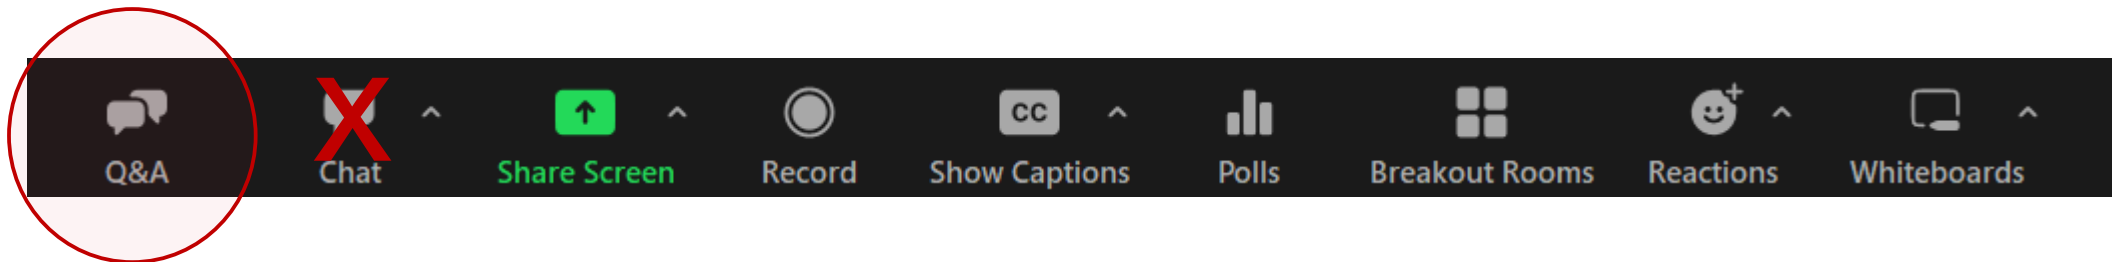 Q&A
X
Chat
Share Screen
Record
CC
Show Captions
Polls
Breakout Rooms
Reactions
Whiteboards